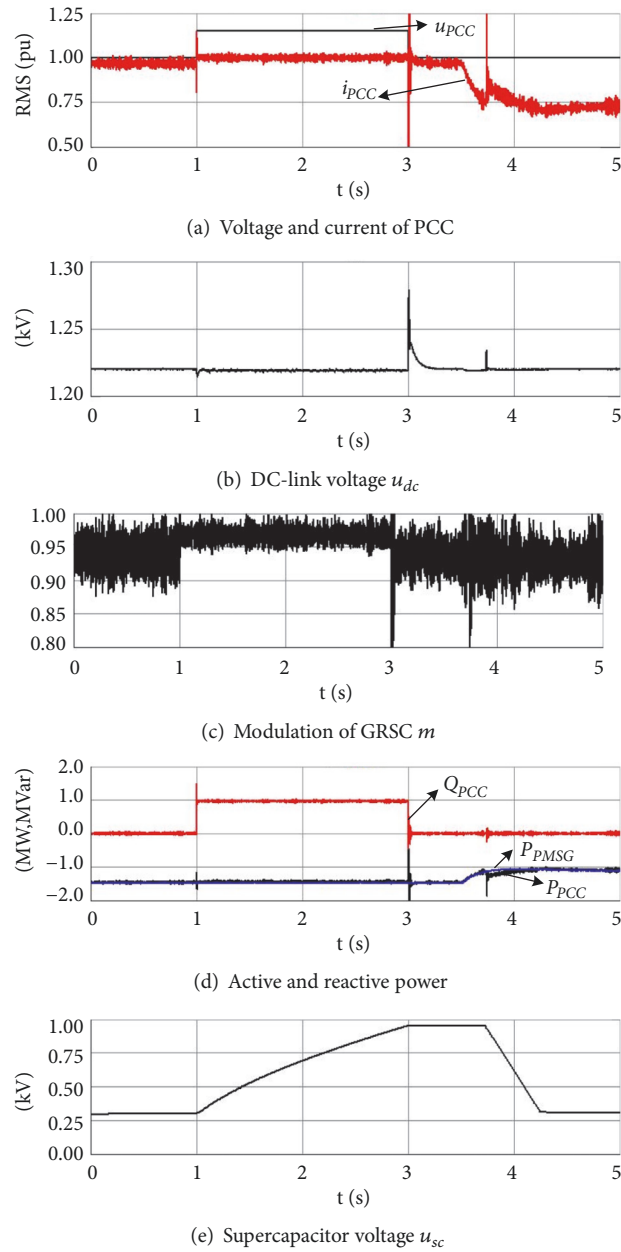 1.25
1.00
0.75
0.50
RMS (pu)
u_PCC
i_PCC
0 1 2 3 4 5
t (s)
(a) Voltage and current of PCC
1.30
1.25
1.20
(kV)
0 1 2 3 4 5
t (s)
(b) DC-link voltage u_dc
1.00
0.95
0.90
0.85
0.80
0 1 2 3 4 5
t (s)
(c) Modulation of GRSC m
2.0
1.0
0.0
−1.0
−2.0
(MW,MVar)
Q_PCC
P_PMSG
P_PCC
0 1 2 3 4 5
t (s)
(d) Active and reactive power
1.00
0.75
0.50
0.25
0.00
(kV)
0 1 2 3 4 5
t (s)
(e) Supercapacitor voltage u_sc